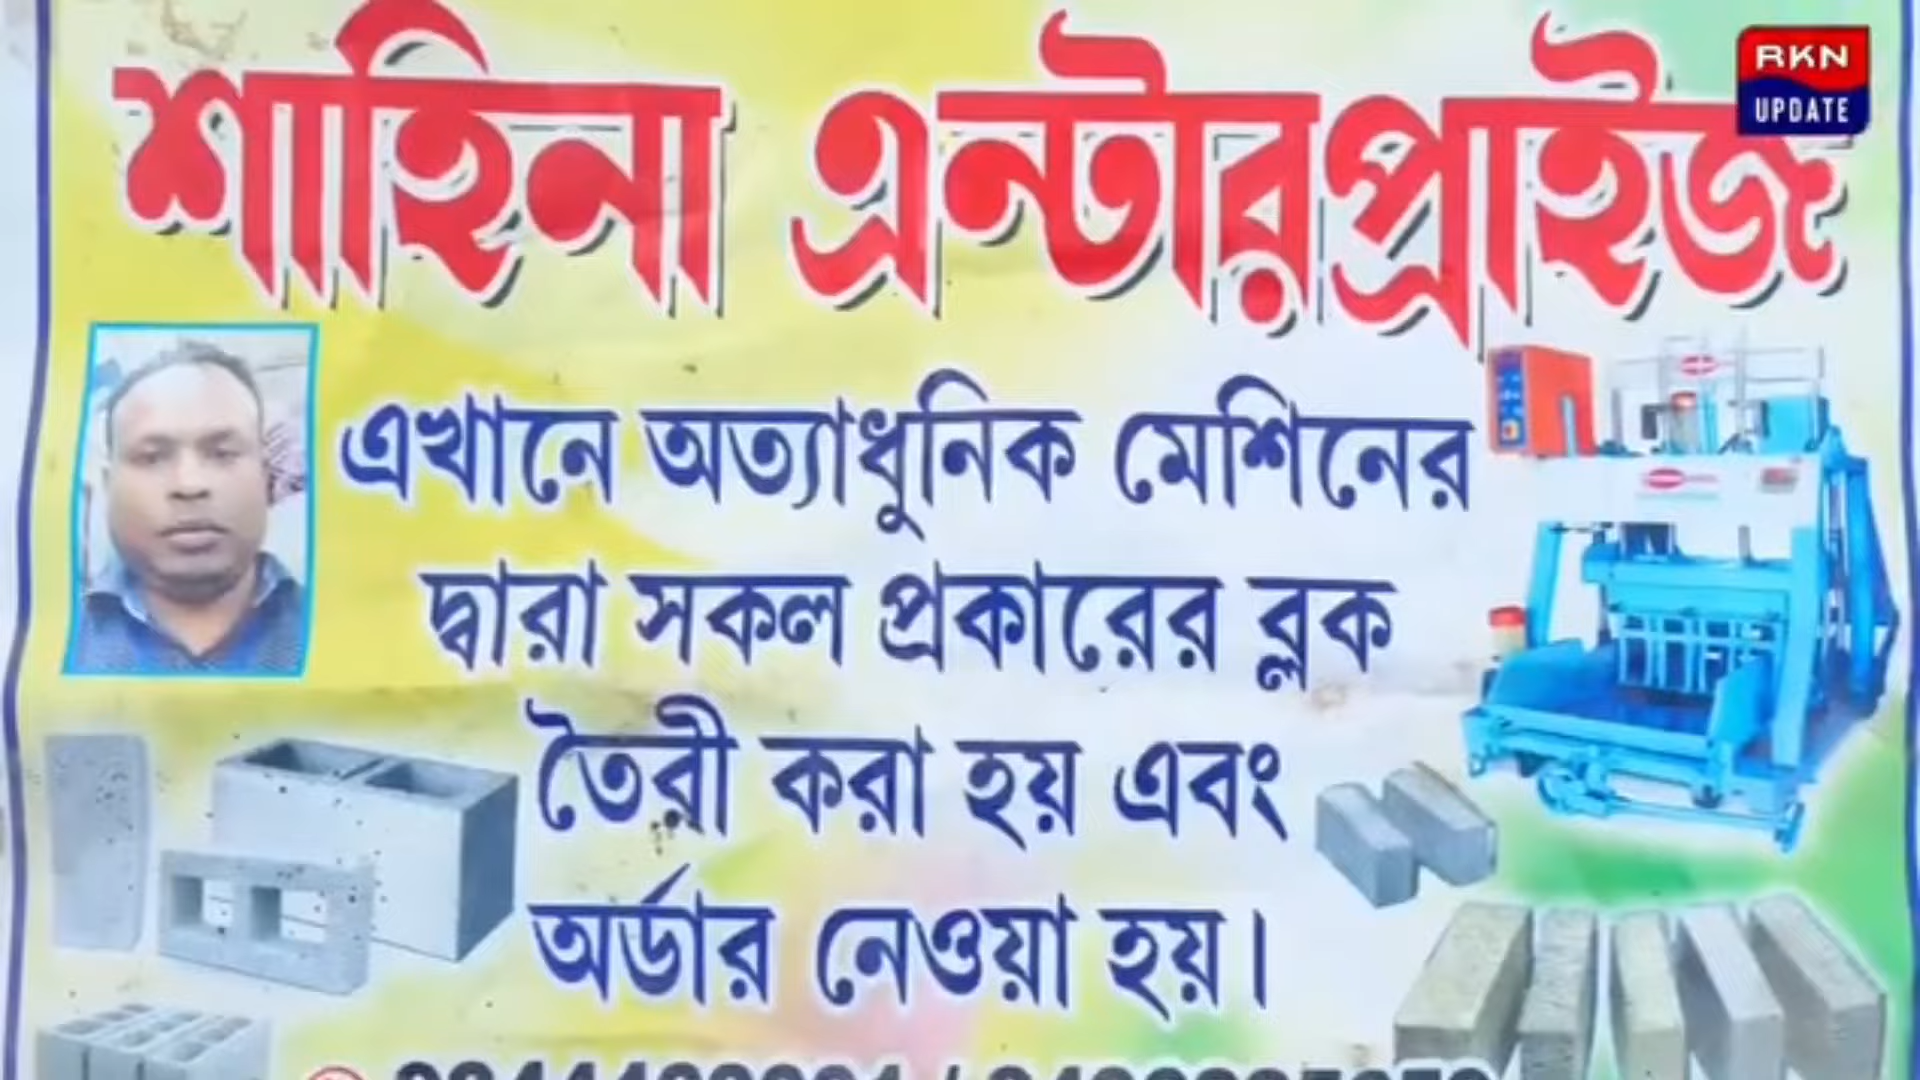 RKN
UPDATE
শাহিনা এন্টারপ্রাইজ
এখানে অত্যাধুনিক মেশিনের
দ্বারা সকল প্রকারের ব্লক
তৈরী করা হয় এবং
অর্ডার নেওয়া হয়।